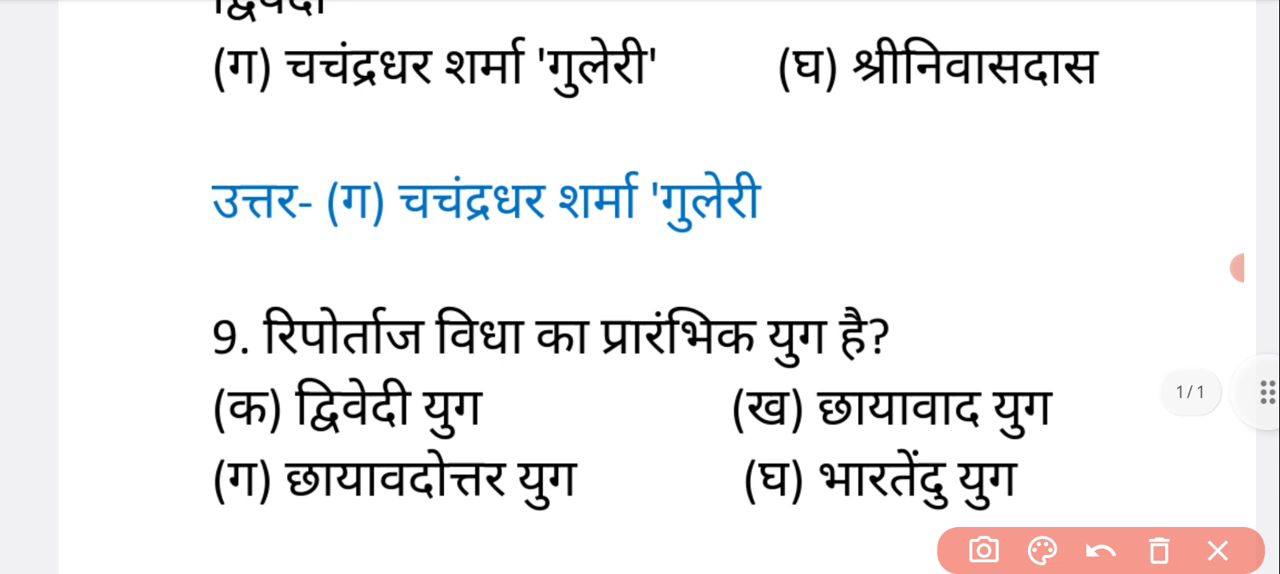 (ग) चचंद्रधर शर्मा 'गुलेरी' (घ) श्रीनिवासदास
उत्तर- (ग) चचंद्रधर शर्मा 'गुलेरी
9. रिपोर्ताज विधा का प्रारंभिक युग है?
(क) द्विवेदी युग (ख) छायावाद युग
1/1
(ग) छायावदोत्तर युग (घ) भारतेंदु युग